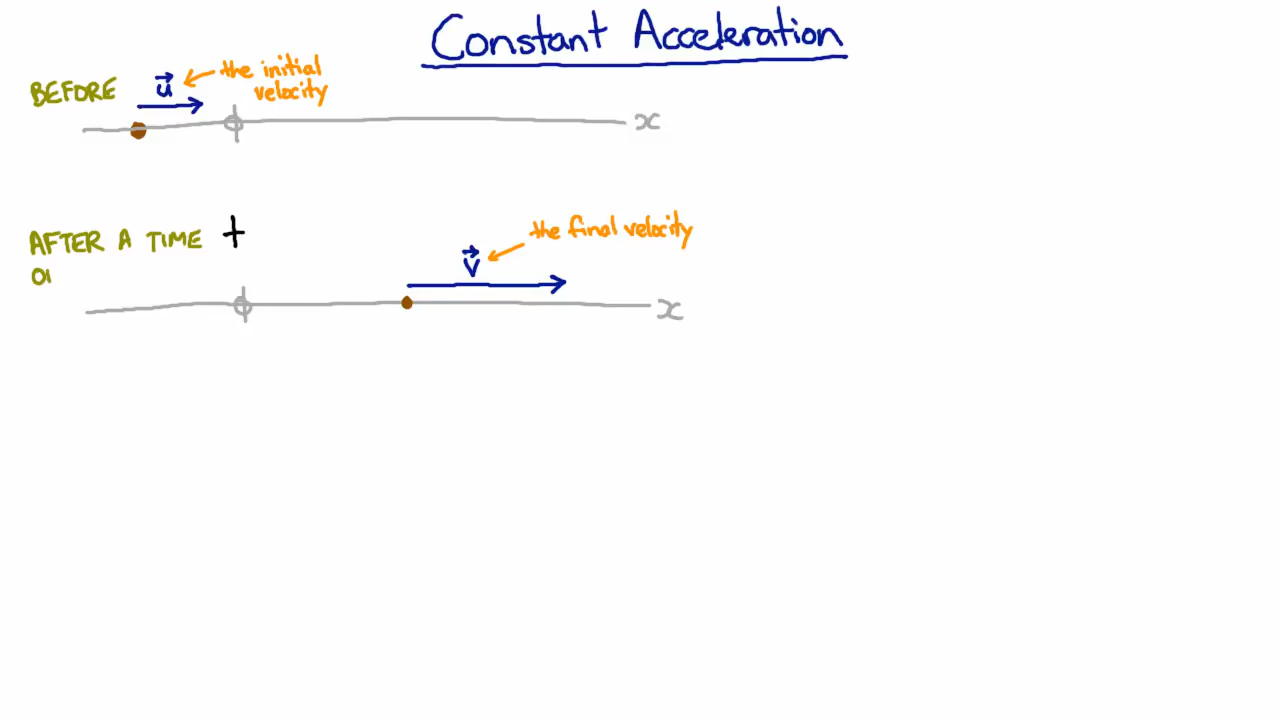 Constant Acceleration
BEFORE
u⃗
the initial
velocity
x
AFTER A TIME t
the final velocity
v⃗
x